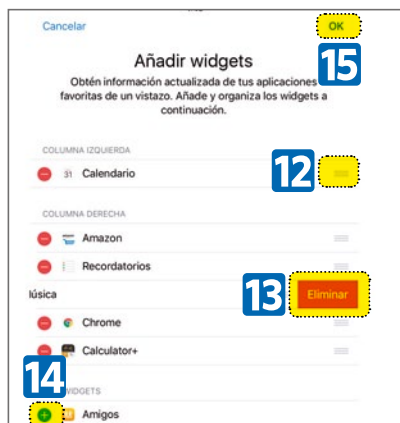 Cancelar OK
15
Añadir widgets
Obtén información actualizada de tus aplicaciones
favoritas de un vistazo. Añade y organiza los widgets a
continuación.
COLUMNA IZQUIERDA
31 Calendario 12
COLUMNA DERECHA
Amazon
Recordatorios
lúsica 13 Eliminar
Chrome
Calculator+
14
WIDGETS
Amigos